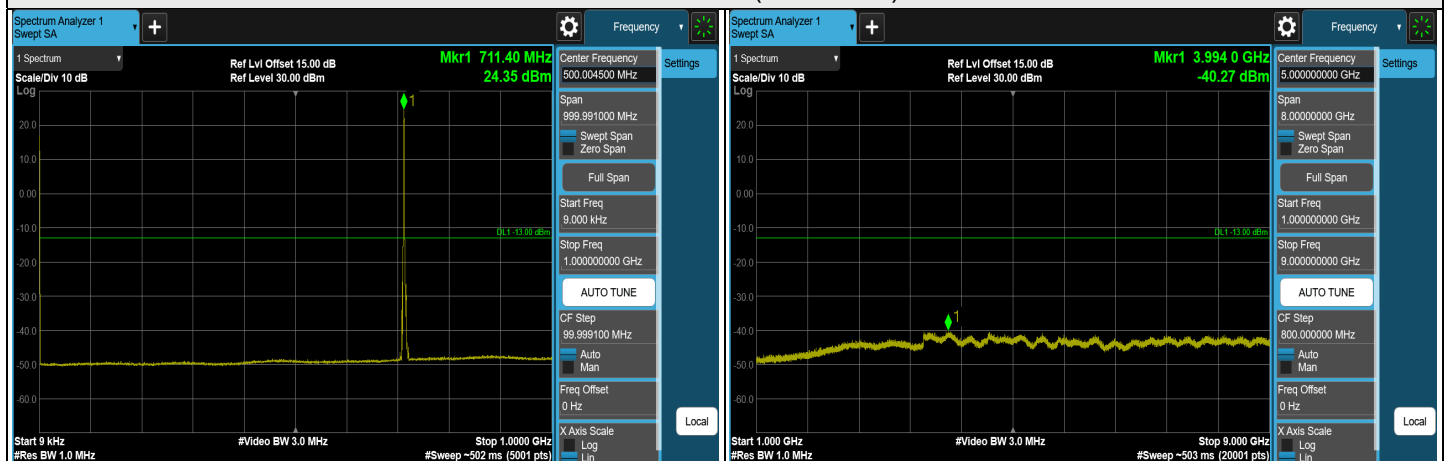 Spectrum Analyzer 1
Swept SA
+
Frequency
1 Spectrum
Scale/Div 10 dB
Log
Ref Lvl Offset 15.00 dB
Ref Level 30.00 dBm
Mkr1 711.40 MHz
24.35 dBm
1
20.0
10.0
0.00
-10.0
DL1 -13.00 dBm
-20.0
-30.0
-40.0
-50.0
-60.0
Start 9 kHz
#Res BW 1.0 MHz
#Video BW 3.0 MHz
Stop 1.0000 GHz
#Sweep ~502 ms (5001 pts)
Center Frequency
500.004500 MHz
Settings
Span
999.991000 MHz
Swept Span
Zero Span
Full Span
Start Freq
9.000 kHz
Stop Freq
1.000000000 GHz
AUTO TUNE
CF Step
99.999100 MHz
Auto
Man
Freq Offset
0 Hz
Local
X Axis Scale
Log
Lin
Spectrum Analyzer 1
Swept SA
+
Frequency
1 Spectrum
Scale/Div 10 dB
Log
Ref Lvl Offset 15.00 dB
Ref Level 30.00 dBm
Mkr1 3.994 0 GHz
-40.27 dBm
1
20.0
10.0
0.00
-10.0
DL1 -13.00 dBm
-20.0
-30.0
-40.0
-50.0
-60.0
Start 1.000 GHz
#Res BW 1.0 MHz
#Video BW 3.0 MHz
Stop 9.000 GHz
#Sweep ~503 ms (20001 pts)
Center Frequency
5.000000000 GHz
Settings
Span
8.00000000 GHz
Swept Span
Zero Span
Full Span
Start Freq
1.000000000 GHz
Stop Freq
9.000000000 GHz
AUTO TUNE
CF Step
800.000000 MHz
Auto
Man
Freq Offset
0 Hz
Local
X Axis Scale
Log
Lin